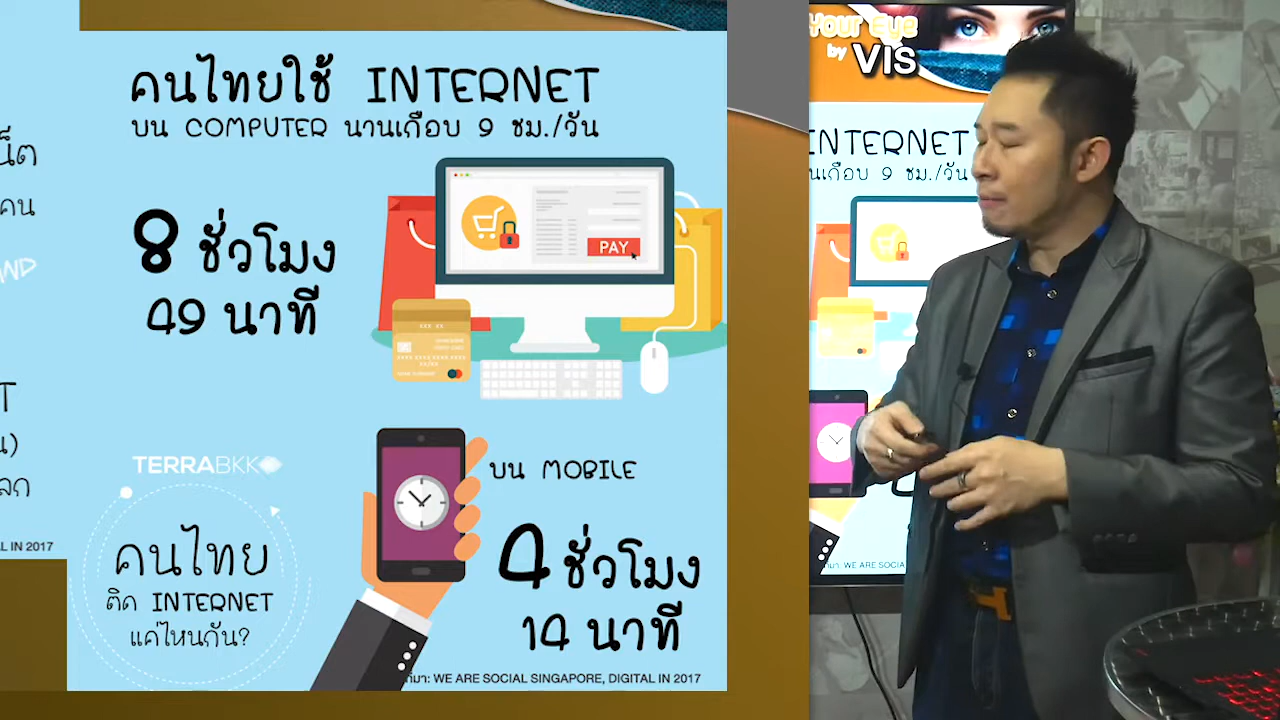 คนไทยใช้ INTERNET
บน COMPUTER นานเกือบ 9 ชม./วัน
8 ชั่วโมง
49 นาที
PAY
TERRABKK
บน MOBILE
4 ชั่วโมง
14 นาที
คนไทย
ติด INTERNET
แค่ไหนกัน?
ที่มา: WE ARE SOCIAL SINGAPORE, DIGITAL IN 2017
คน
IN 2017
Your Eye
by VIS
INTERNET
9 ชม./วัน
WE ARE SOCIA